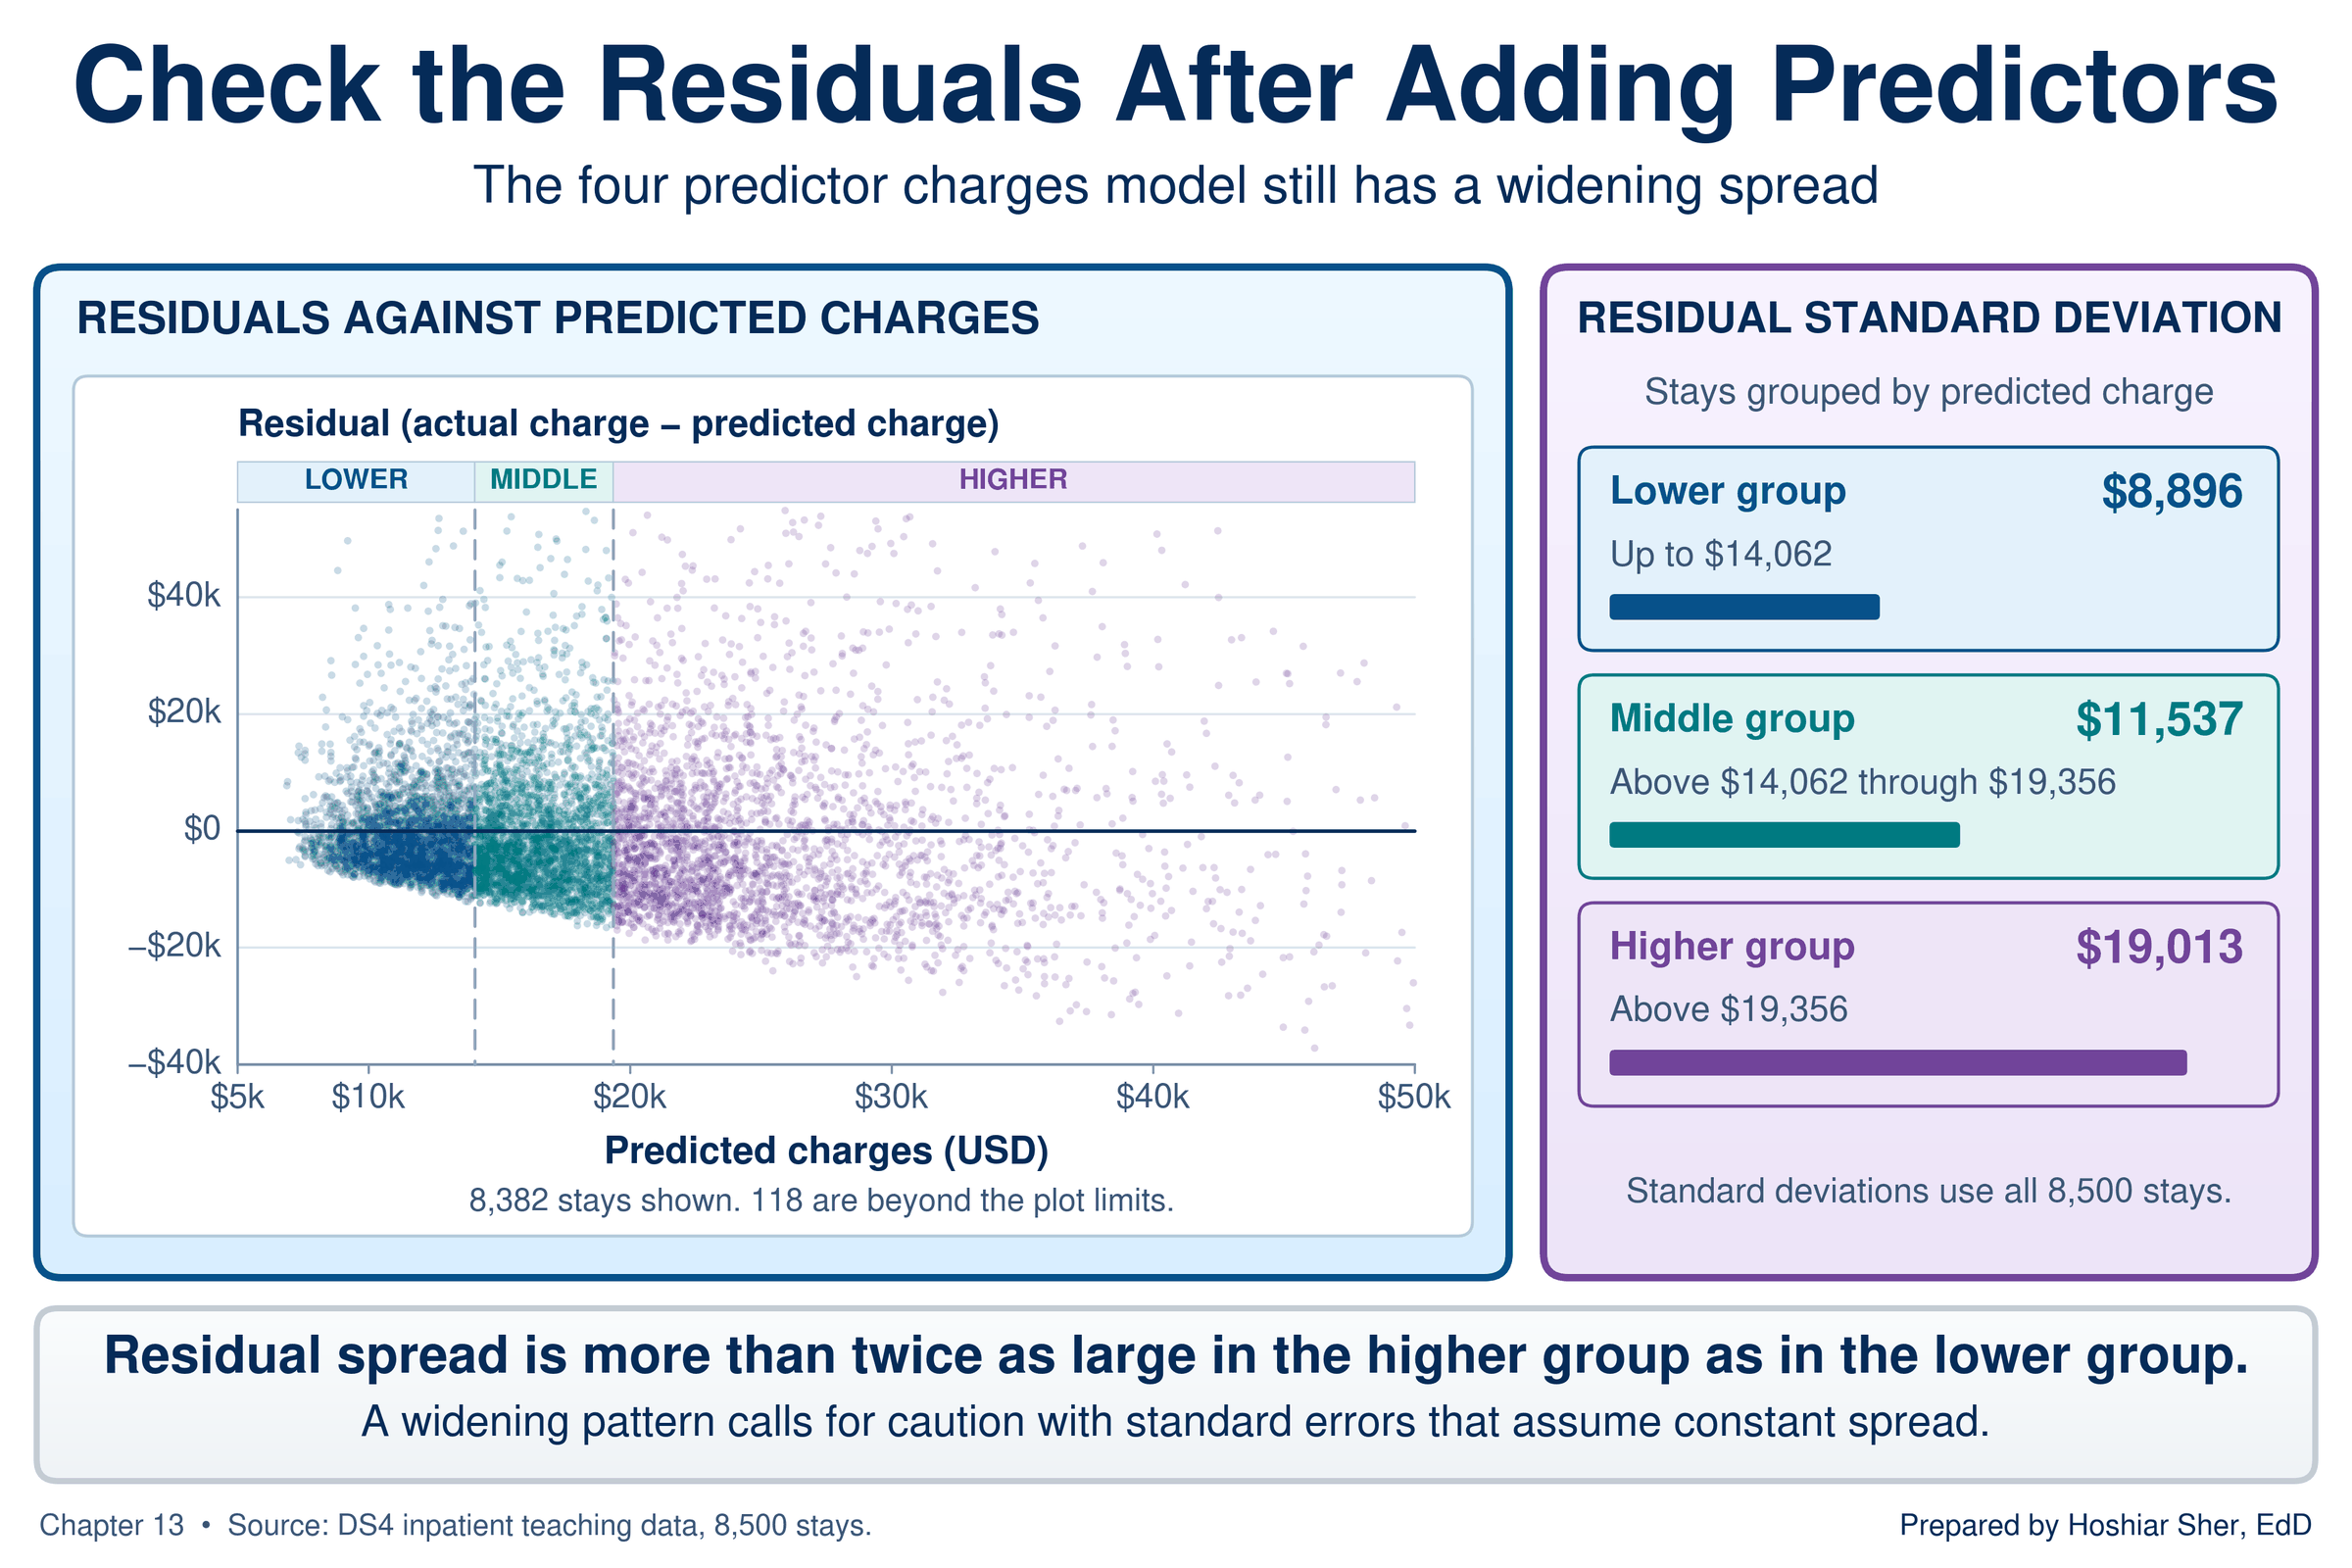 Check the Residuals After Adding Predictors
The four predictor charges model still has a widening spread
RESIDUALS AGAINST PREDICTED CHARGES
Residual (actual charge – predicted charge)
LOWER
MIDDLE
HIGHER
$40k
$20k
$0
–$20k
–$40k
$5k
$10k
$20k
$30k
$40k
$50k
Predicted charges (USD)
8,382 stays shown. 118 are beyond the plot limits.
RESIDUAL STANDARD DEVIATION
Stays grouped by predicted charge
Lower group
$8,896
Up to $14,062
Middle group
$11,537
Above $14,062 through $19,356
Higher group
$19,013
Above $19,356
Standard deviations use all 8,500 stays.
Residual spread is more than twice as large in the higher group as in the lower group.
A widening pattern calls for caution with standard errors that assume constant spread.
Chapter 13 • Source: DS4 inpatient teaching data, 8,500 stays.
Prepared by Hoshiar Sher, EdD